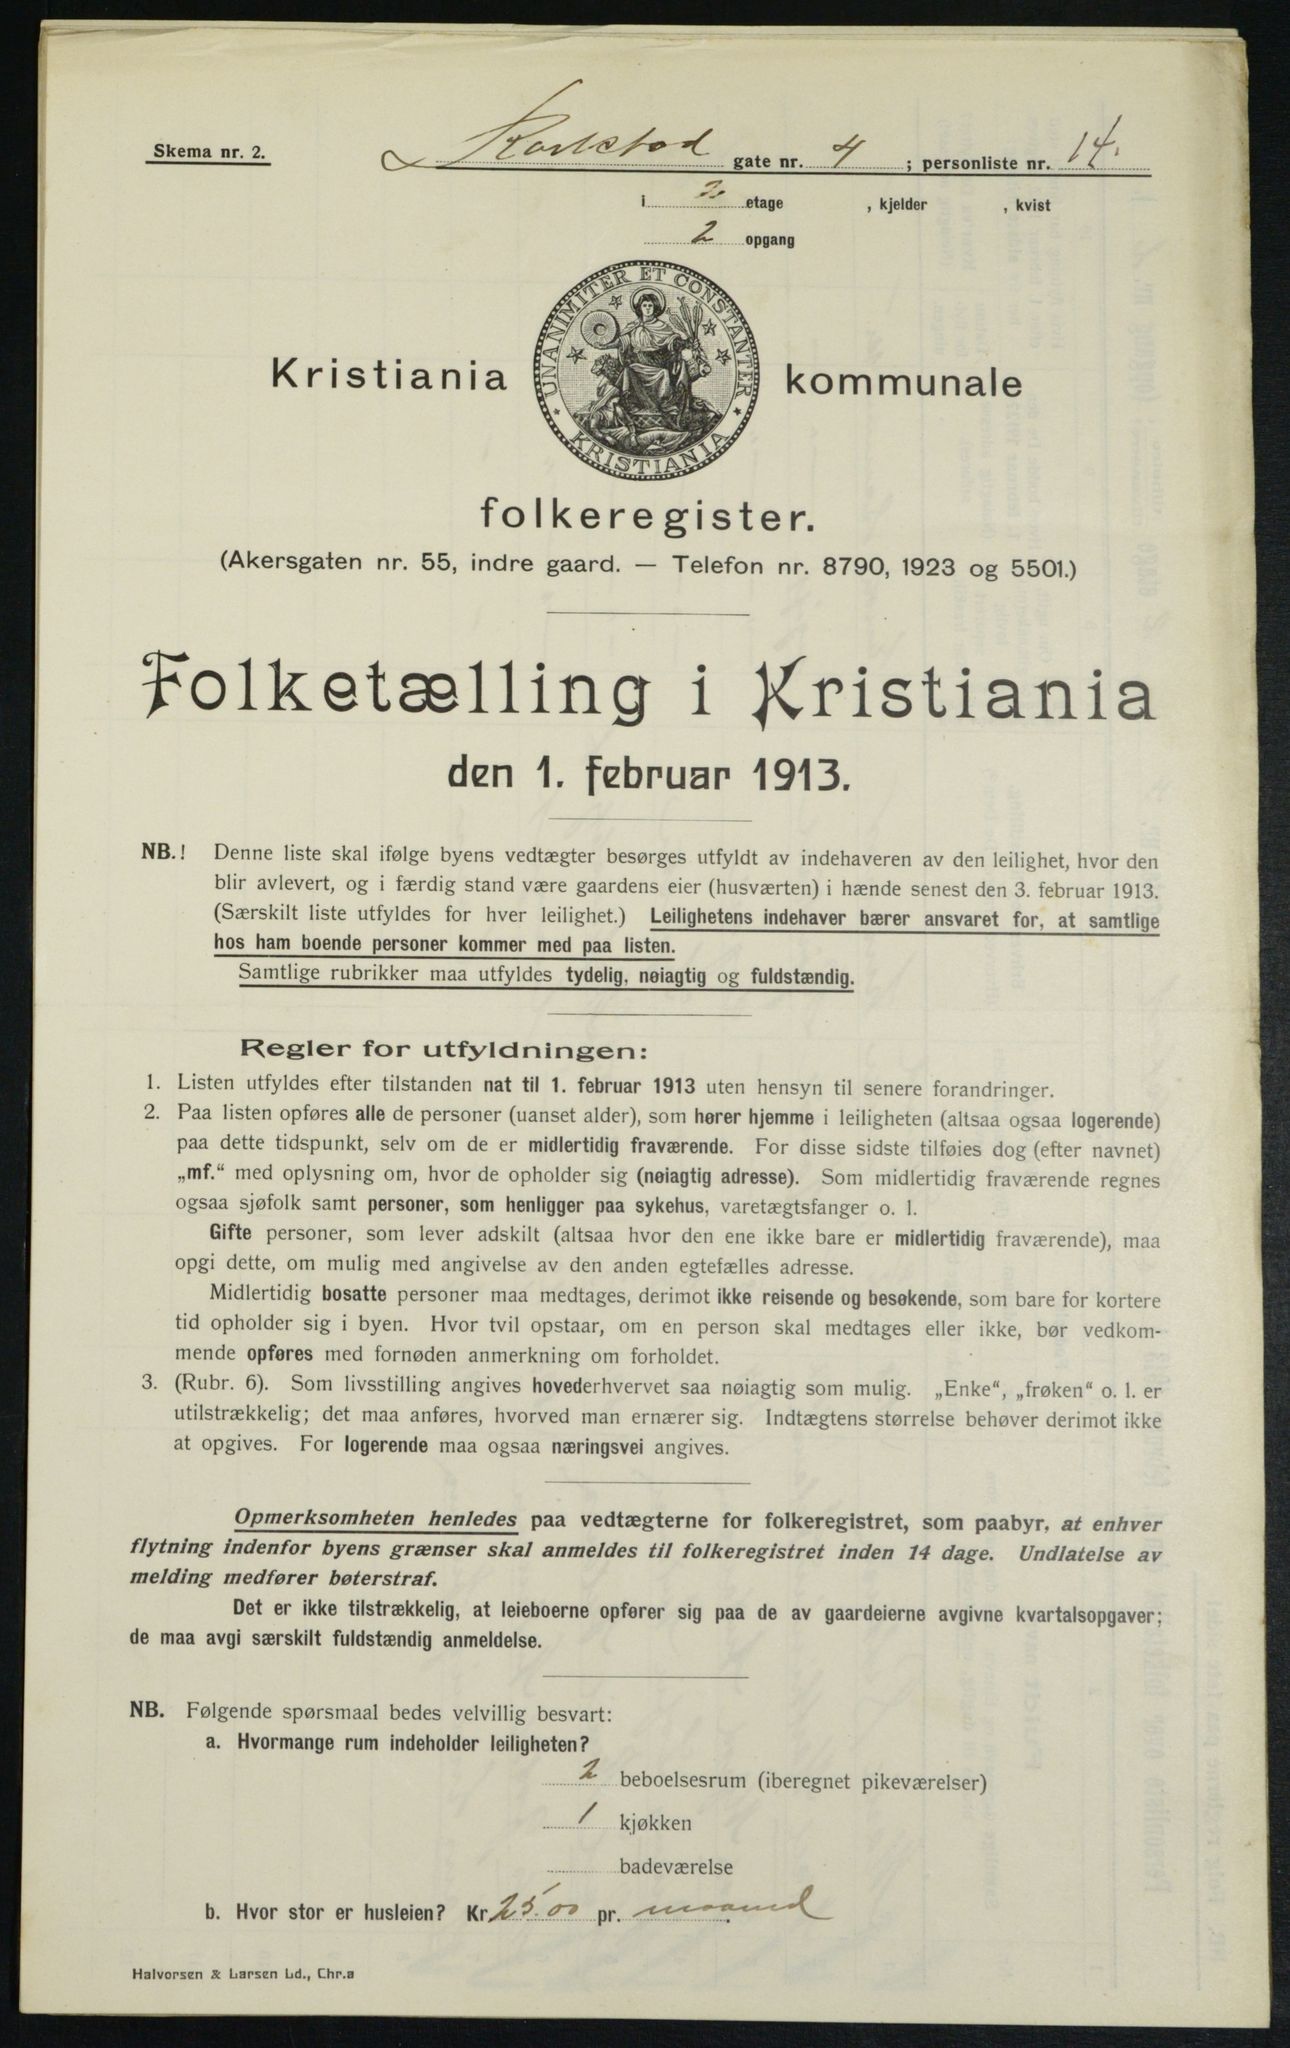 Skema nr. 2.
Karlstad gate nr. 4; personliste nr. 14.
i 3 etage , kjelder , kvist
2 opgang
UNANIMITER ET CONSTANTER
KRISTIANIA
Kristiania kommunale
folkeregister.
(Akersgaten nr. 55, indre gaard. — Telefon nr. 8790, 1923 og 5501.)
Folketælling i Kristiania
den 1. februar 1913.
NB.! Denne liste skal ifølge byens vedtægter besørges utfyldt av indehaveren av den leilighet, hvor den
blir avlevert, og i færdig stand være gaardens eier (husværten) i hænde senest den 3. februar 1913.
(Særskilt liste utfyldes for hver leilighet.) Leilighetens indehaver bærer ansvaret for, at samtlige
hos ham boende personer kommer med paa listen.
Samtlige rubrikker maa utfyldes tydelig, nøiagtig og fuldstændig.
Regler for utfyldningen:
1. Listen utfyldes efter tilstanden nat til 1. februar 1913 uten hensyn til senere forandringer.
2. Paa listen opføres alle de personer (uanset alder), som hører hjemme i leiligheten (altsaa ogsaa logerende)
paa dette tidspunkt, selv om de er midlertidig fraværende. For disse sidste tilføies dog (efter navnet)
„mf.“ med oplysning om, hvor de opholder sig (nøiagtig adresse). Som midlertidig fraværende regnes
ogsaa sjøfolk samt personer, som henligger paa sykehus, varetægtsfanger o. l.
Gifte personer, som lever adskilt (altsaa hvor den ene ikke bare er midlertidig fraværende), maa
opgi dette, om mulig med angivelse av den anden egtefælles adresse.
Midlertidig bosatte personer maa medtages, derimot ikke reisende og besøkende, som bare for kortere
tid opholder sig i byen. Hvor tvil opstaar, om en person skal medtages eller ikke, bør vedkom-
mende opføres med fornøden anmerkning om forholdet.
3. (Rubr. 6). Som livsstilling angives hovederhvervet saa nøiagtig som mulig. „Enke“, „frøken“ o. l. er
utilstrækkelig; det maa anføres, hvorved man ernærer sig. Indtægtens størrelse behøver derimot ikke
at opgives. For logerende maa ogsaa næringsvei angives.
Opmerksomheten henledes paa vedtægterne for folkeregistret, som paabyr, at enhver
flytning indenfor byens grænser skal anmeldes til folkeregistret inden 14 dage. Undlatelse av
melding medfører bøterstraf.
Det er ikke tilstrækkelig, at leieboerne opfører sig paa de av gaardeierne avgivne kvartalsopgaver;
de maa avgi særskilt fuldstændig anmeldelse.
NB. Følgende spørsmaal bedes velvillig besvart:
a. Hvormange rum indeholder leiligheten?
2 beboelsesrum (iberegnet pikeværelser)
1 kjøkken
badeværelse
b. Hvor stor er husleien? Kr. 25.00 pr. maaned
Halvorsen & Larsen Ld., Chr.a